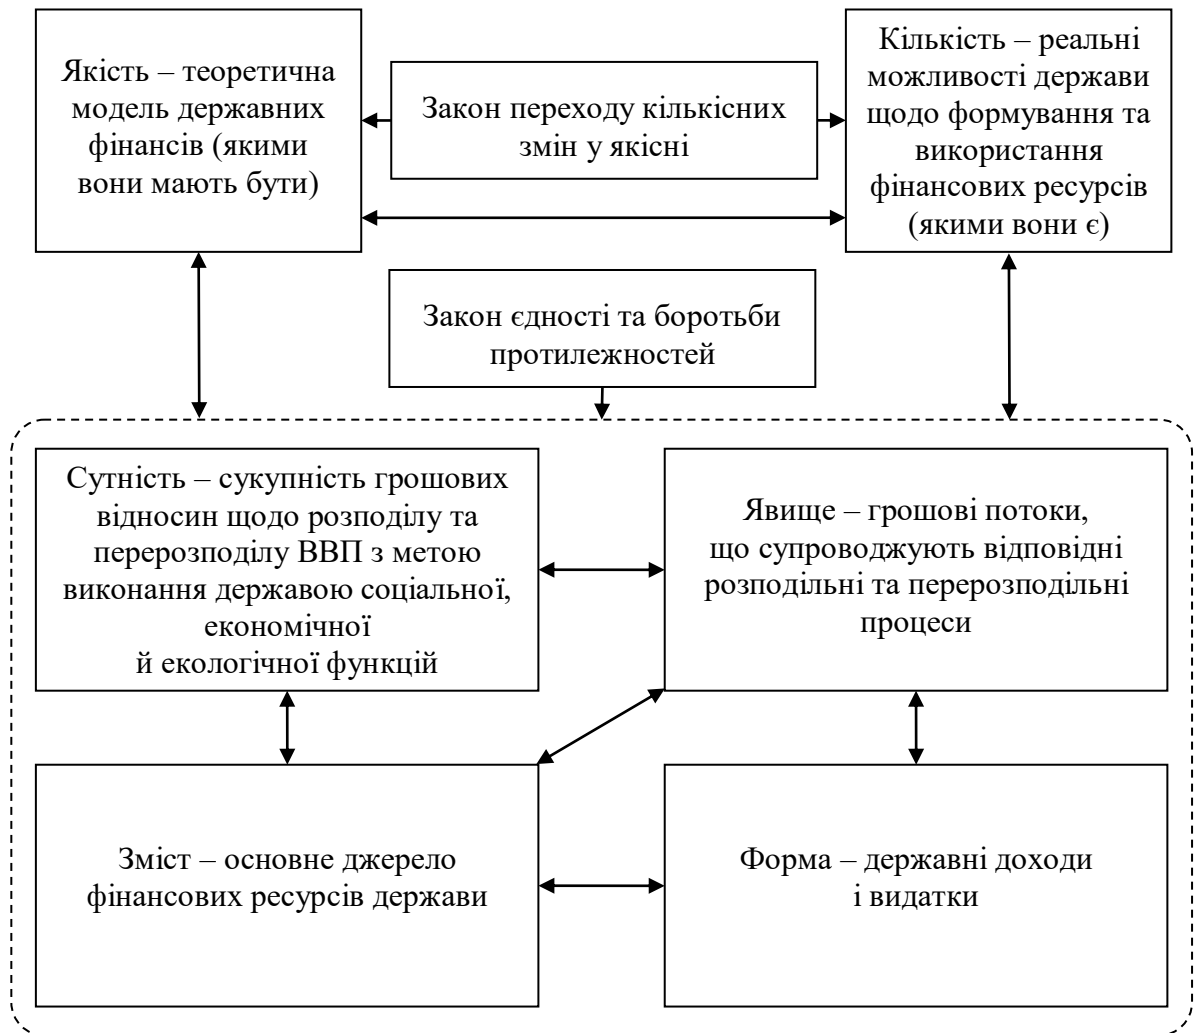 Якість – теоретична
модель державних
фінансів (якими
вони мають бути)
Закон переходу кількісних
змін у якісні
Кількість – реальні
можливості держави
щодо формування та
використання
фінансових ресурсів
(якими вони є)
Закон єдності та боротьби
протилежностей
Сутність – сукупність грошових
відносин щодо розподілу та
перерозподілу ВВП з метою
виконання державою соціальної,
економічної
й екологічної функцій
Явище – грошові потоки,
що супроводжують відповідні
розподільні та перерозподільні
процеси
Зміст – основне джерело
фінансових ресурсів держави
Форма – державні доходи
і видатки